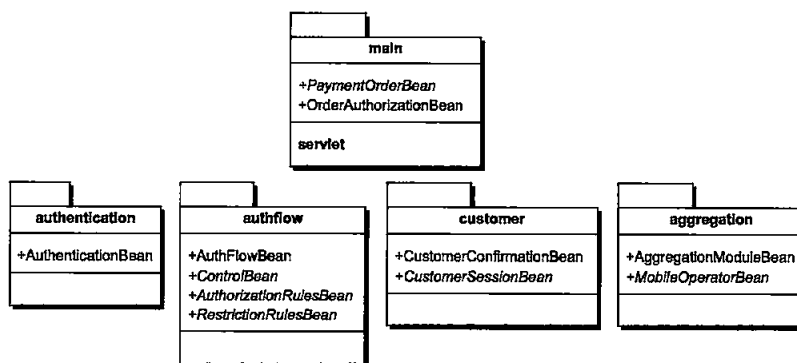 main
+PaymentOrderBean
+OrderAuthorizationBean
servlet
authentication
+AuthenticationBean
authflow
+AuthFlowBean
+ControlBean
+AuthorizationRulesBean
+RestrictionRulesBean
customer
+CustomerConfirmationBean
+CustomerSessionBean
aggregation
+AggregationModuleBean
+MobileOperatorBean